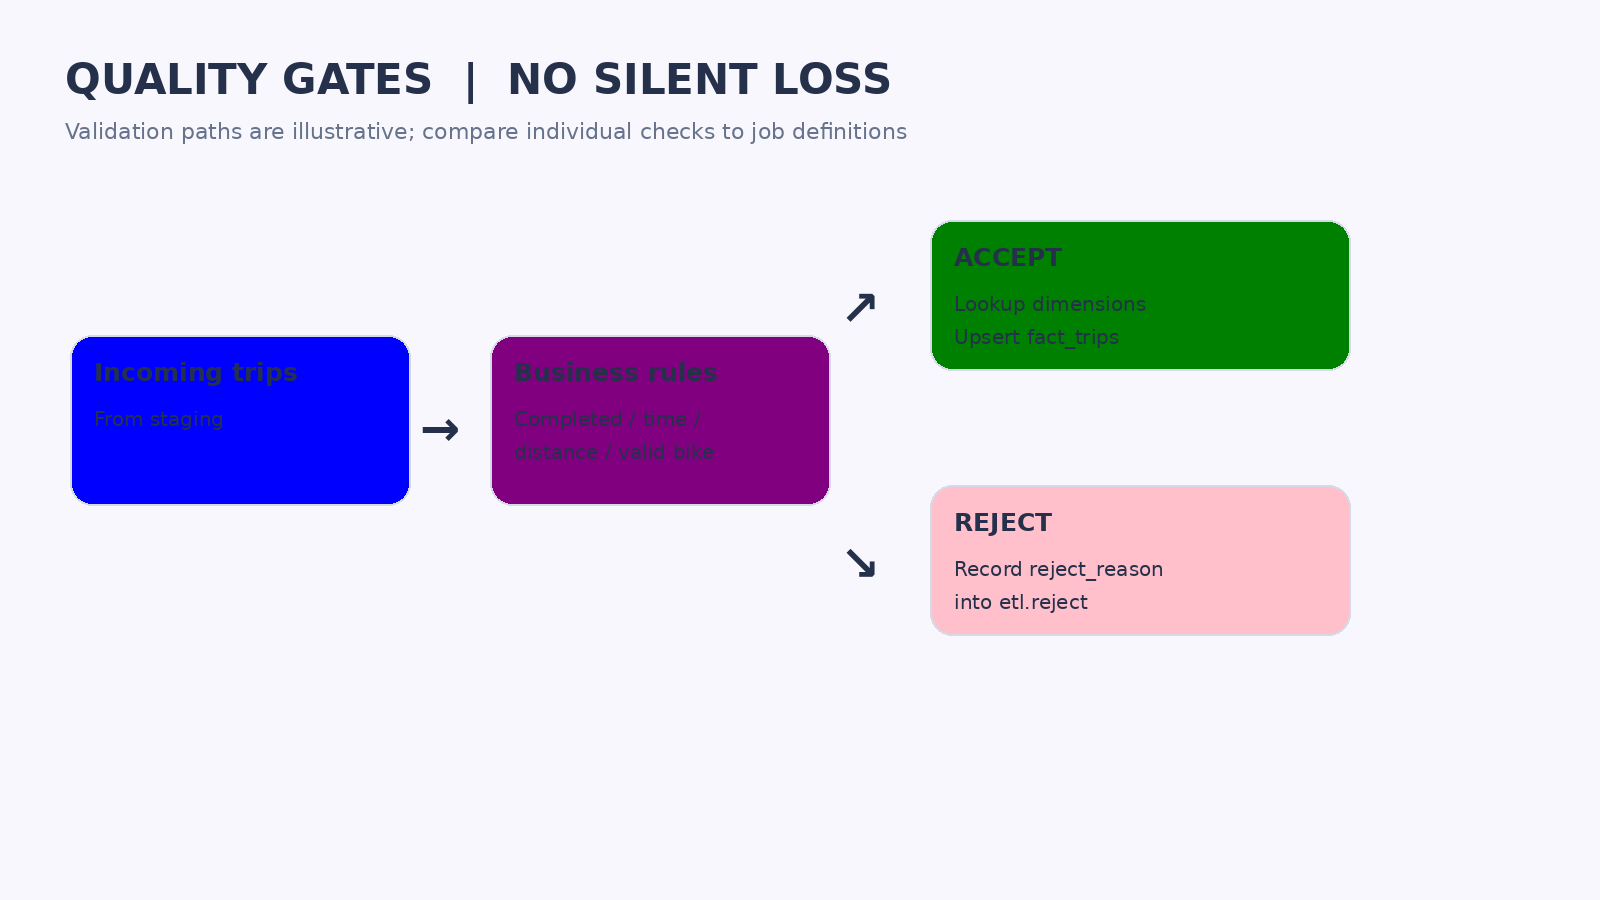 QUALITY GATES | NO SILENT LOSS
Validation paths are illustrative; compare individual checks to job definitions
Incoming trips
From staging
→
Business rules
Completed / time /
distance / valid bike
↗
ACCEPT
Lookup dimensions
Upsert fact_trips
↘
REJECT
Record reject_reason
into etl.reject